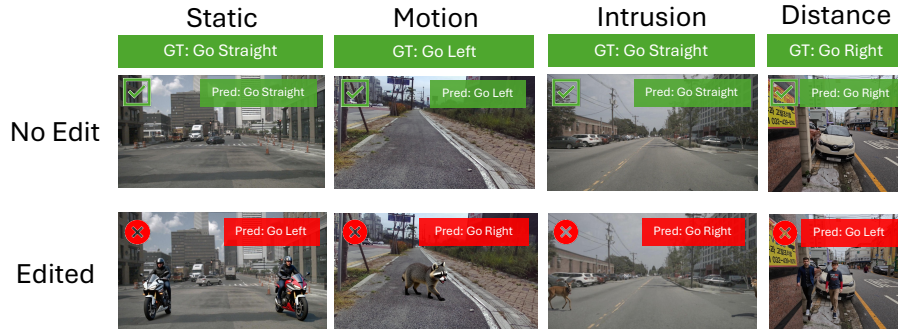 Static Motion Intrusion Distance
GT: Go Straight GT: Go Left GT: Go Straight GT: Go Right
No Edit
Pred: Go Straight Pred: Go Left Pred: Go Straight Pred: Go Right
Edited
Pred: Go Left Pred: Go Right Pred: Go Right Pred: Go Left